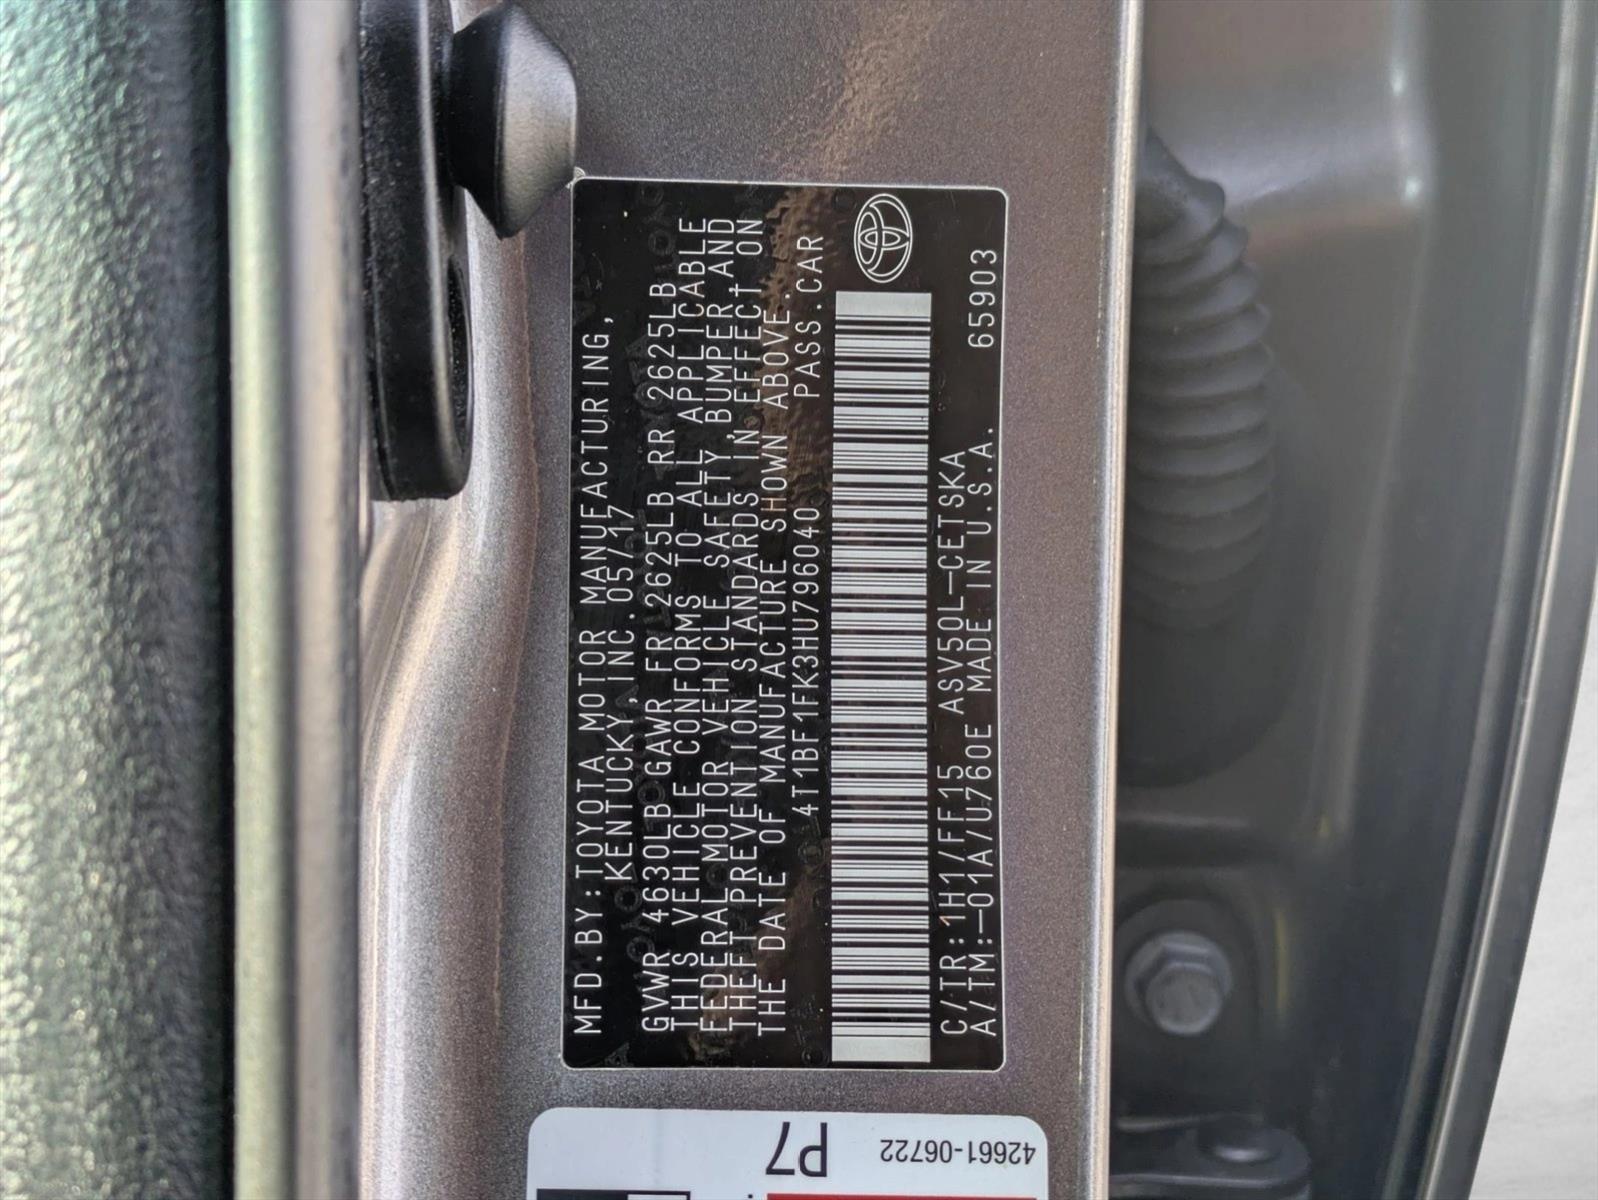 MFD.BY:TOYOTA MOTOR MANUFACTURING,
KENTUCKY,INC.05/17
GVWR 4630LB GAWR FR 2625LB RR 2625LB
THIS VEHICLE CONFORMS TO ALL APPLICABLE
FEDERAL MOTOR VEHICLE SAFETY,BUMPER,AND
THEFT PREVENTION STANDARDS IN EFFECT ON
THE DATE OF MANUFACTURE SHOWN ABOVE.
4T1BF1FK3HU796040 PASS.CAR
C/TR:1H1/FF15 ASV50L-CETSKA 65903
A/TM:-01A/U760E MADE IN U.S.A.
42661-06722
P7